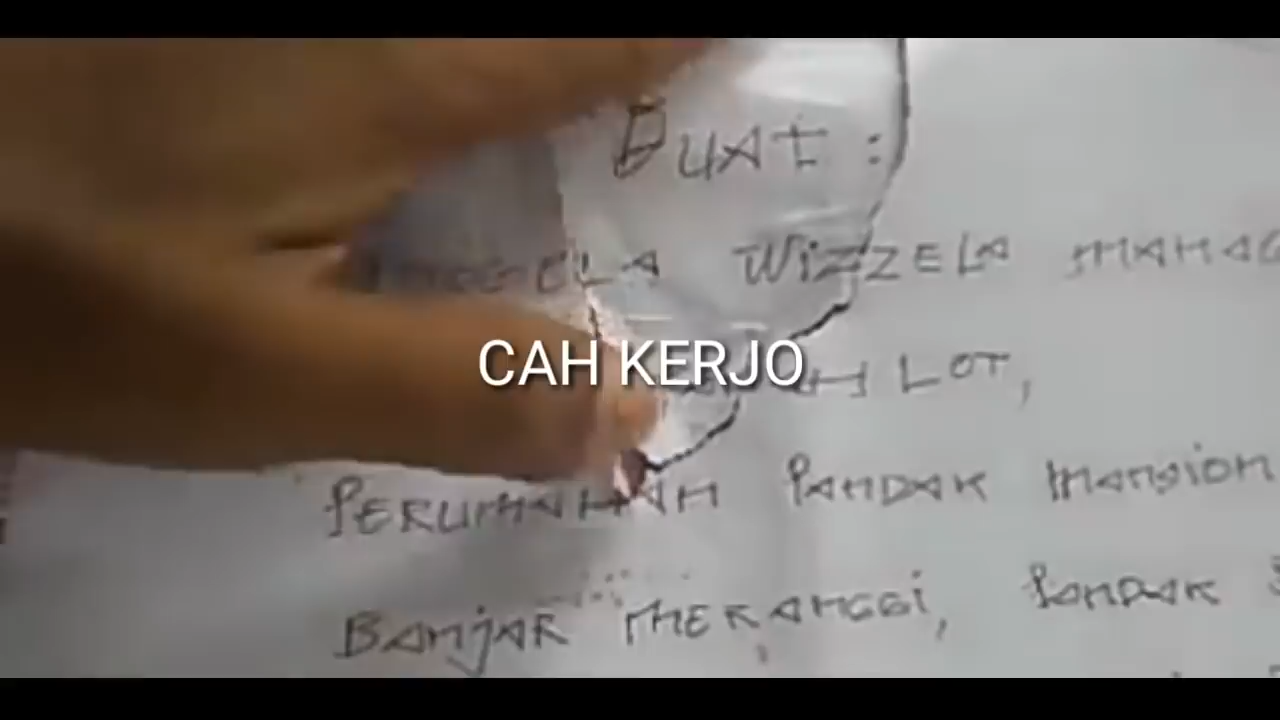 BUAT :
WIZZELA
CAH KERJO
LOT,
PERUMAHAN PANDAK MANSION
BANJAR MERANGGI, PANDAK